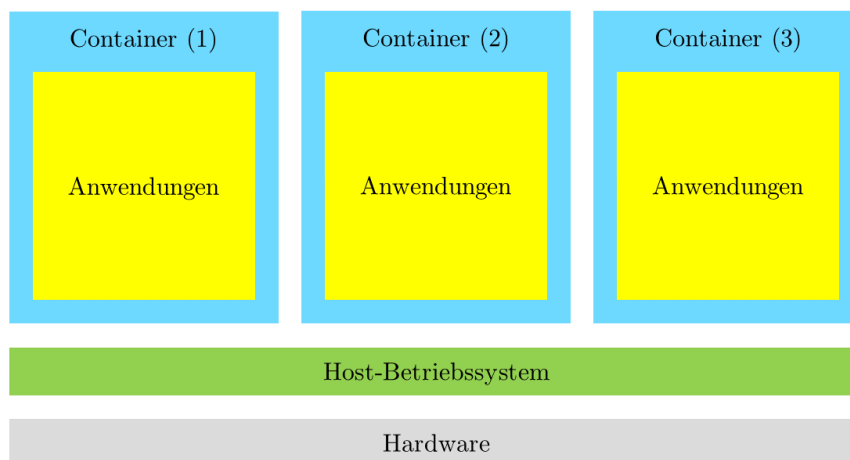 Container (1)
Container (2)
Container (3)
Anwendungen
Anwendungen
Anwendungen
Host-Betriebssystem
Hardware